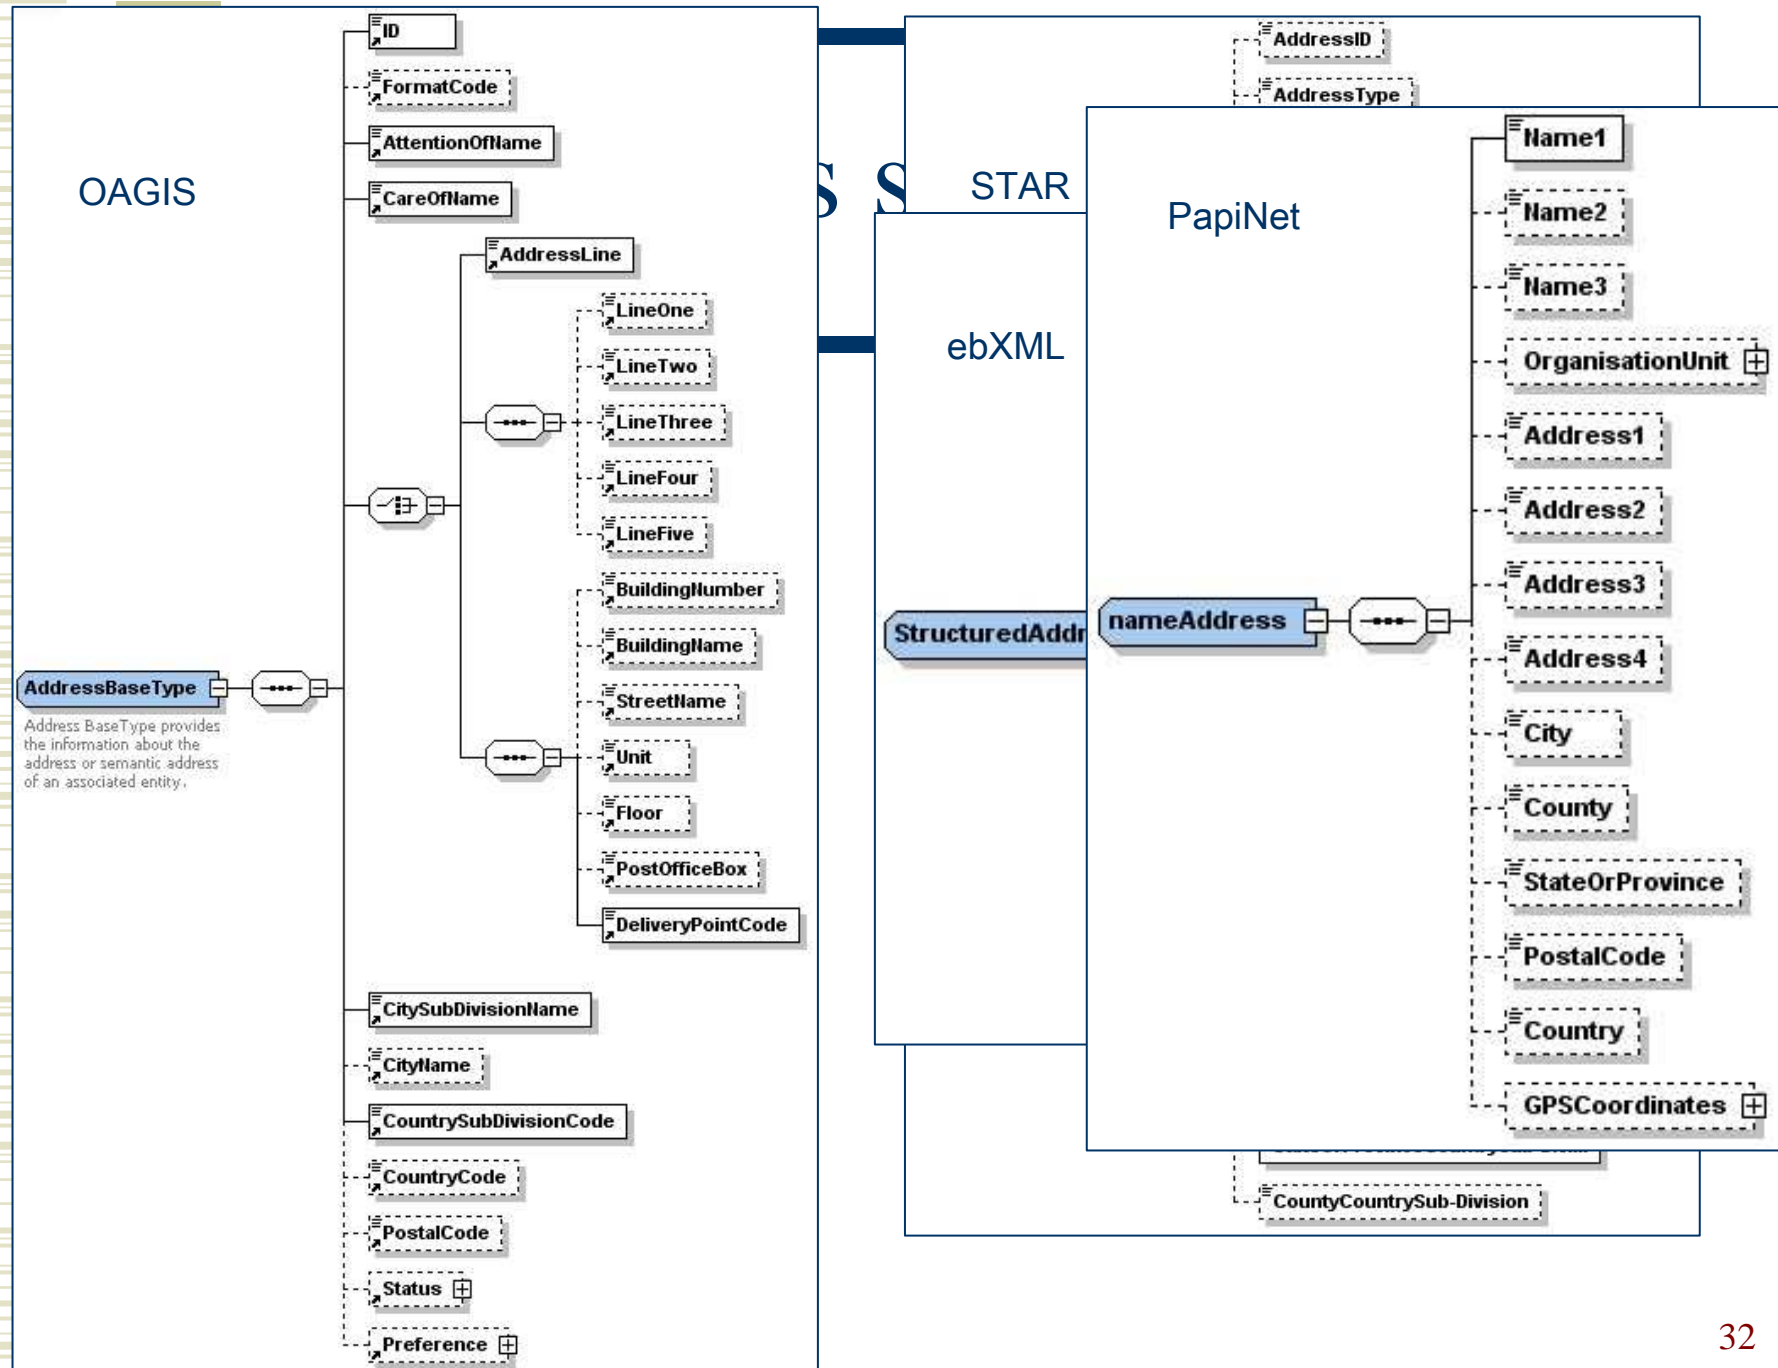 OAGIS
ID
FormatCode
AttentionOfName
CareOfName
AddressLine
LineOne
LineTwo
LineThree
LineFour
LineFive
BuildingNumber
BuildingName
StreetName
Unit
Floor
PostOfficeBox
DeliveryPointCode
AddressBaseType
Address BaseType provides
the information about the
address or semantic address
of an associated entity.
CitySubDivisionName
CityName
CountrySubDivisionCode
CountryCode
PostalCode
Status
Preference
S S
STAR
AddressID
AddressType
CountyCountrySub-Division
ebXML
StructuredAddr
PapiNet
nameAddress
Name1
Name2
Name3
OrganisationUnit
Address1
Address2
Address3
Address4
City
County
StateOrProvince
PostalCode
Country
GPSCoordinates
32